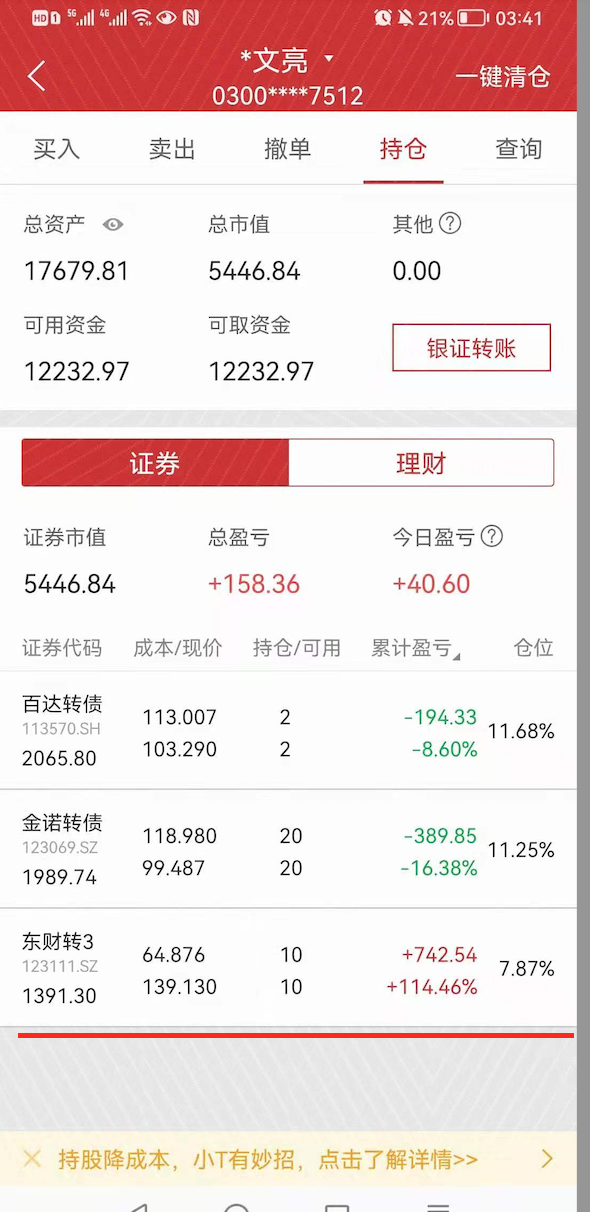 HD 1 5G 4G 21% 03:41
*文亮
0300****7512
一键清仓
买入 卖出 撤单 持仓 查询
总资产 总市值 其他?
17679.81 5446.84 0.00
可用资金 可取资金
12232.97 12232.97
银证转账
证券 理财
证券市值 总盈亏 今日盈亏?
5446.84 +158.36 +40.60
证券代码 成本/现价 持仓/可用 累计盈亏 仓位
百达转债
113570.SH
2065.80
113.007 2 -194.33
103.290 2 -8.60%
11.68%
金诺转债
123069.SZ
1989.74
118.980 20 -389.85
99.487 20 -16.38%
11.25%
东财转3
123111.SZ
1391.30
64.876 10 +742.54
139.130 10 +114.46%
7.87%
持股降成本，小T有妙招，点击了解详情>>